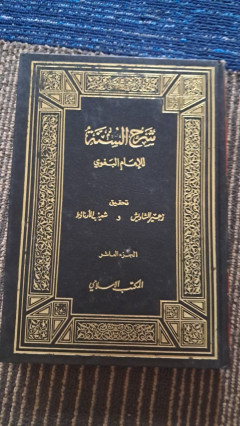 شرح السنة
للإمام البغوي
تحقيق
زهير الشاويش و شعيب الأرناؤوط
الجزء العاشر
المكتب الإسلامي